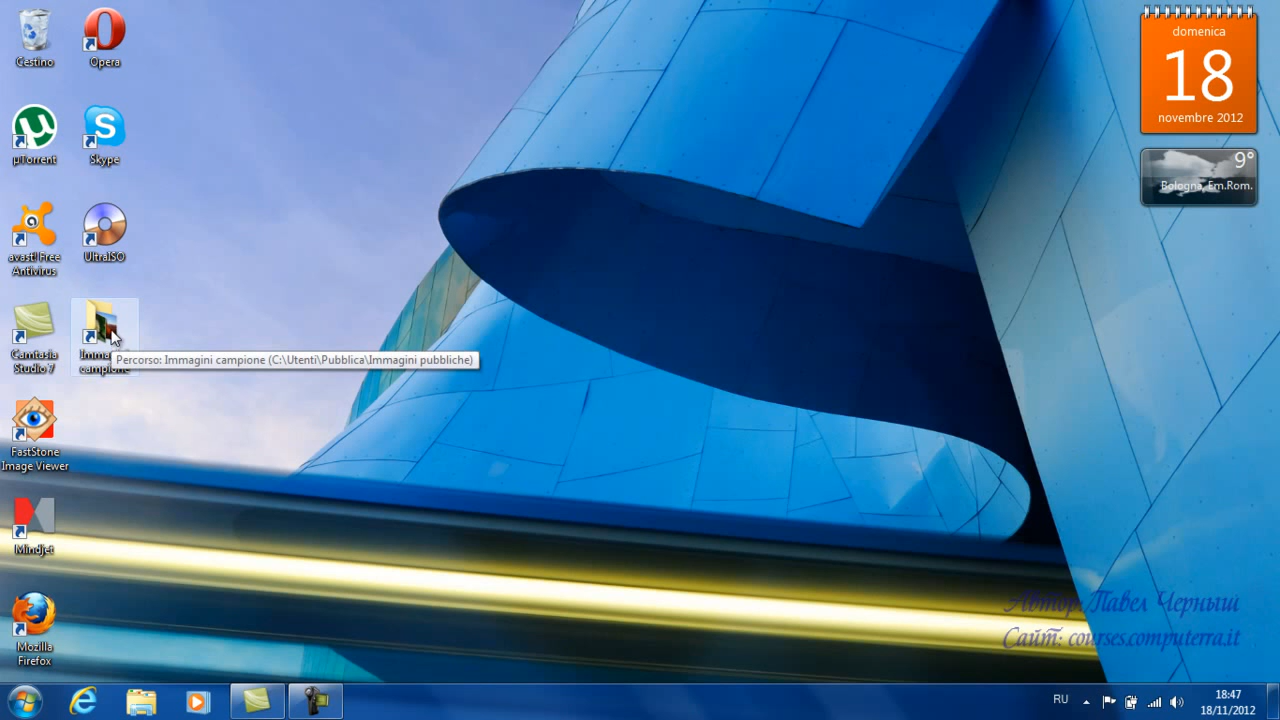 Cestino
Opera
µTorrent
Skype
avast! Free
Antivirus
UltraISO
Camtasia
Studio 7
campione
Percorso: Immagini campione (C:\Utenti\Pubblica\Immagini pubbliche)
FastStone
Image Viewer
Mindjet
Mozilla
Firefox
domenica
18
novembre 2012
9°
Bologna, Em.Rom.
Автор: Павел Черныш
Сайт: courses.computerra.it
RU
18:47
18/11/2012